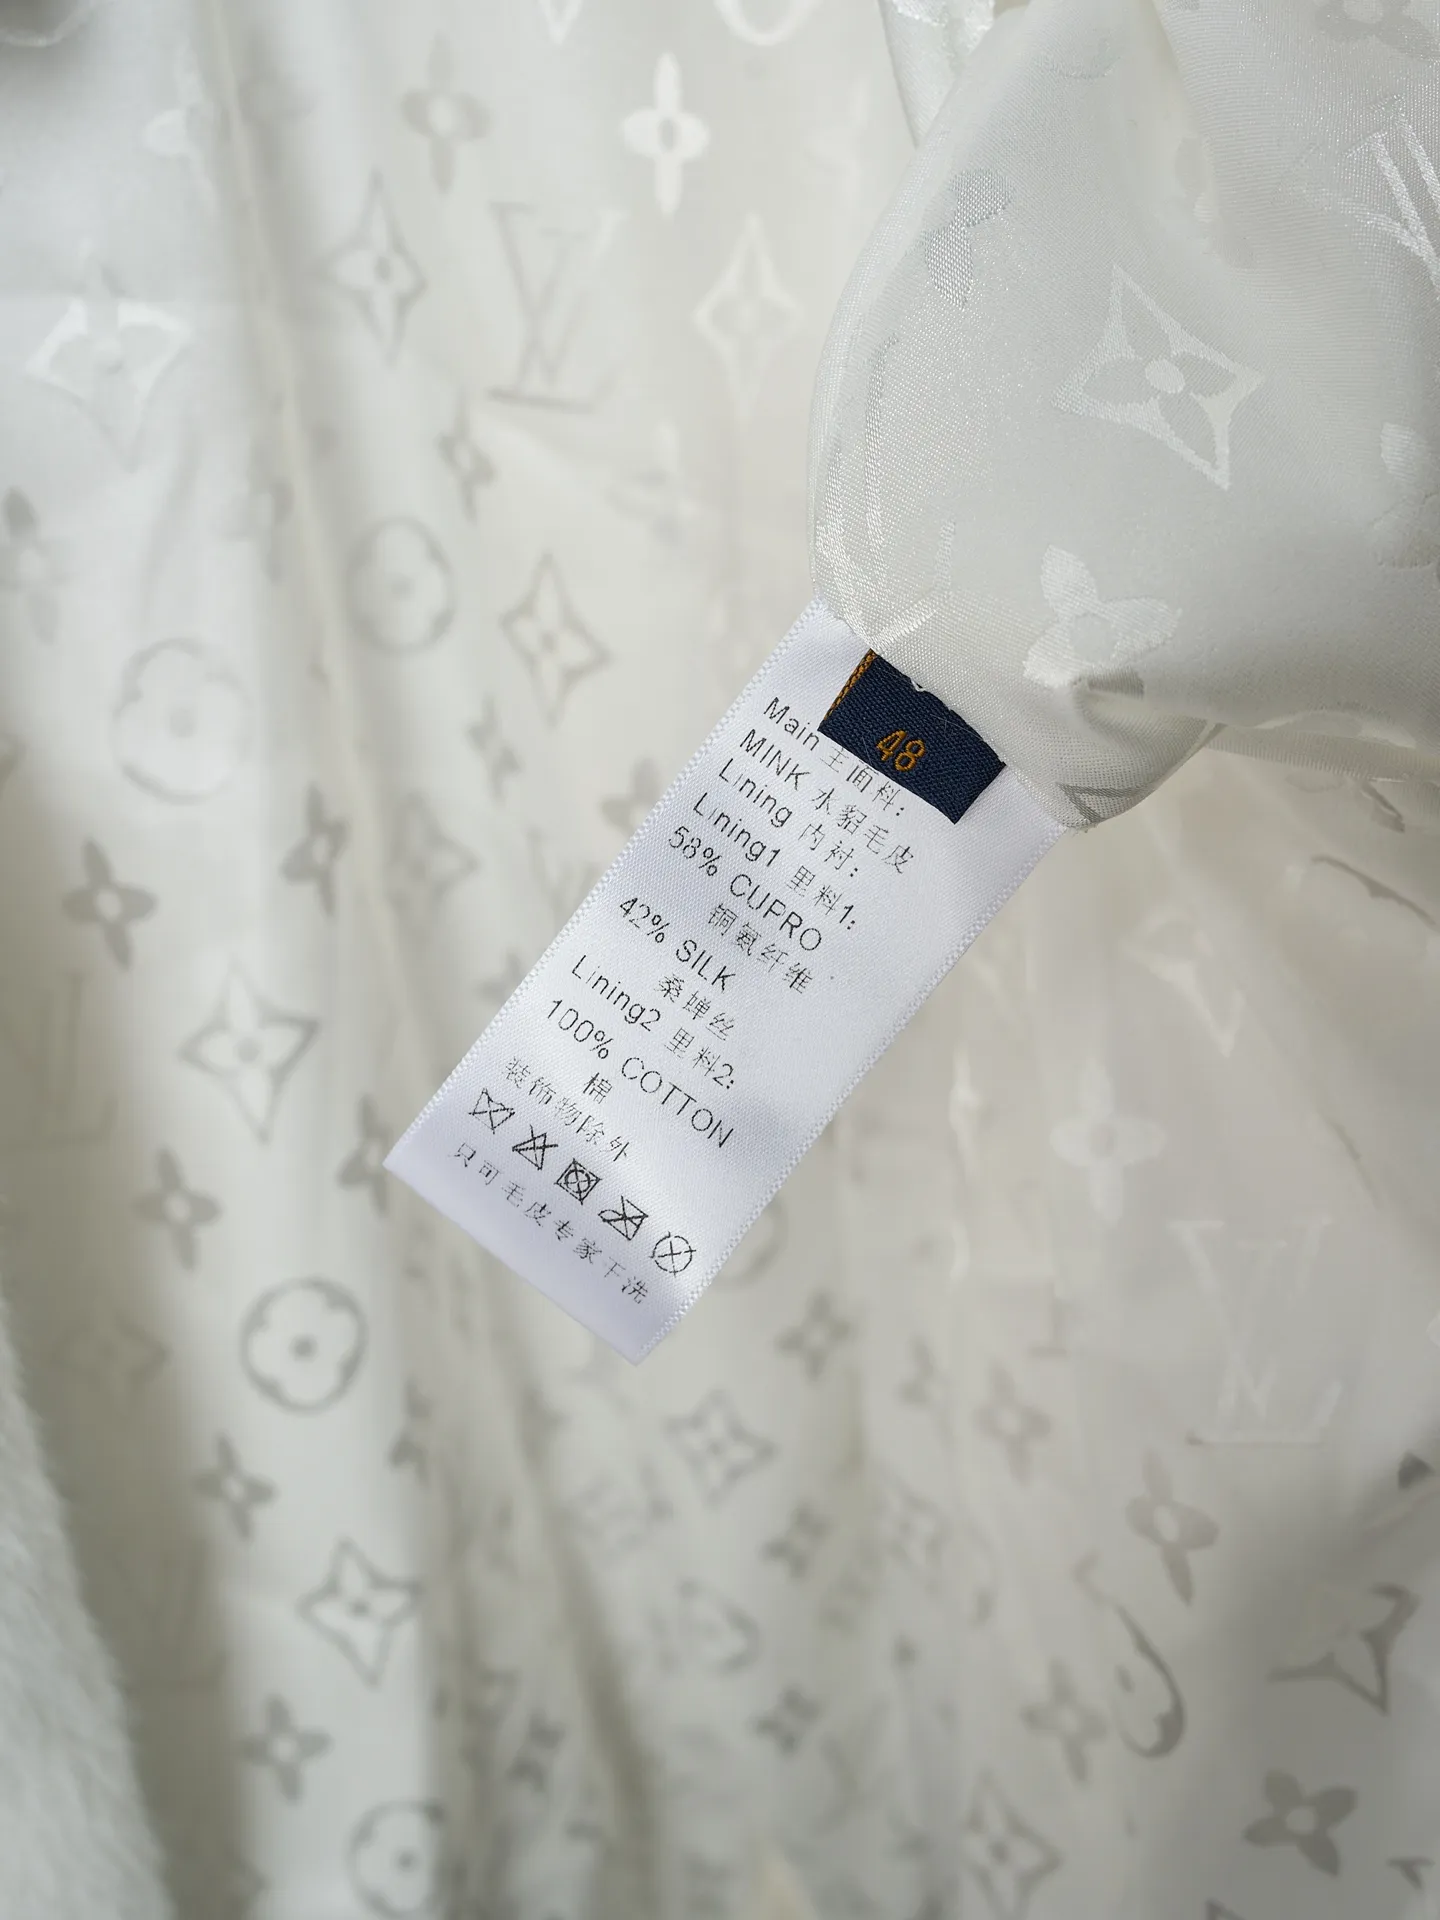 48
Main 主面料:
MINK 水貂毛皮
Lining 内衬:
Lining1 里料1:
58% CUPRO
铜氨纤维
42% SILK
桑蝉丝
Lining2 里料2:
100% COTTON
棉
装饰物除外
只可毛皮专家干洗